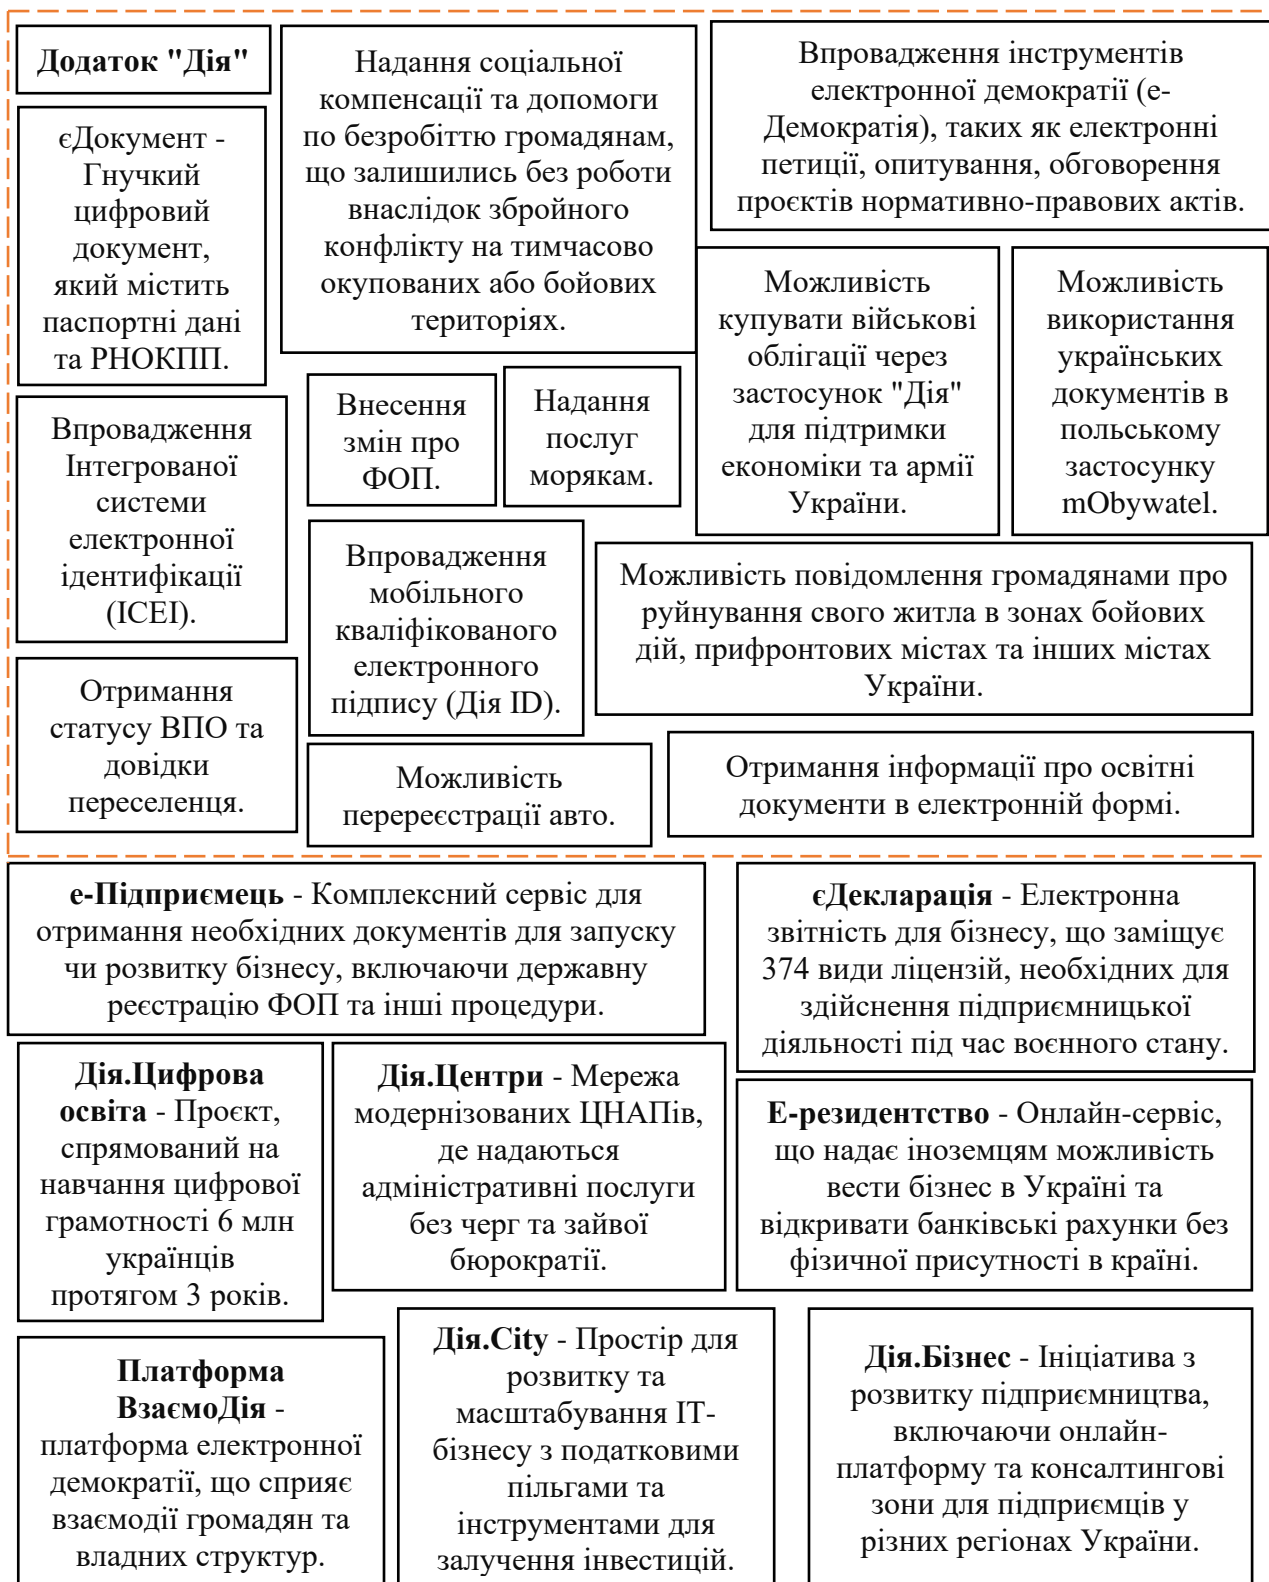 Додаток "Дія"
єДокумент -
Гнучкий
цифровий
документ,
який містить
паспортні дані
та РНОКПП.
Надання соціальної
компенсації та допомоги
по безробіттю громадянам,
що залишились без роботи
внаслідок збройного
конфлікту на тимчасово
окупованих або бойових
територіях.
Впровадження інструментів
електронної демократії (е-
Демократія), таких як електронні
петиції, опитування, обговорення
проєктів нормативно-правових актів.
Можливість
купувати військові
облігації через
застосунок "Дія"
для підтримки
економіки та армії
України.
Можливість
використання
українських
документів в
польському
застосунку
mObywatel.
Впровадження
Інтегрованої
системи
електронної
ідентифікації
(ІСЕІ).
Внесення
змін про
ФОП.
Надання
послуг
морякам.
Впровадження
мобільного
кваліфікованого
електронного
підпису (Дія ID).
Можливість повідомлення громадянами про
руйнування свого житла в зонах бойових
дій, прифронтових містах та інших містах
України.
Отримання
статусу ВПО та
довідки
переселенця.
Можливість
перереєстрації авто.
Отримання інформації про освітні
документи в електронній формі.
е-Підприємець - Комплексний сервіс для
отримання необхідних документів для запуску
чи розвитку бізнесу, включаючи державну
реєстрацію ФОП та інші процедури.
єДекларація - Електронна
звітність для бізнесу, що заміщує
374 види ліцензій, необхідних для
здійснення підприємницької
діяльності під час воєнного стану.
Дія.Цифрова
освіта - Проєкт,
спрямований на
навчання цифрової
грамотності 6 млн
українців
протягом 3 років.
Дія.Центри - Мережа
модернізованих ЦНАПів,
де надаються
адміністративні послуги
без черг та зайвої
бюрократії.
Е-резидентство - Онлайн-сервіс,
що надає іноземцям можливість
вести бізнес в Україні та
відкривати банківські рахунки без
фізичної присутності в країні.
Платформа
ВзаємоДія -
платформа електронної
демократії, що сприяє
взаємодії громадян та
владних структур.
Дія.City - Простір для
розвитку та
масштабування ІТ-
бізнесу з податковими
пільгами та
інструментами для
залучення інвестицій.
Дія.Бізнес - Ініціатива з
розвитку підприємництва,
включаючи онлайн-
платформу та консалтингові
зони для підприємців у
різних регіонах України.